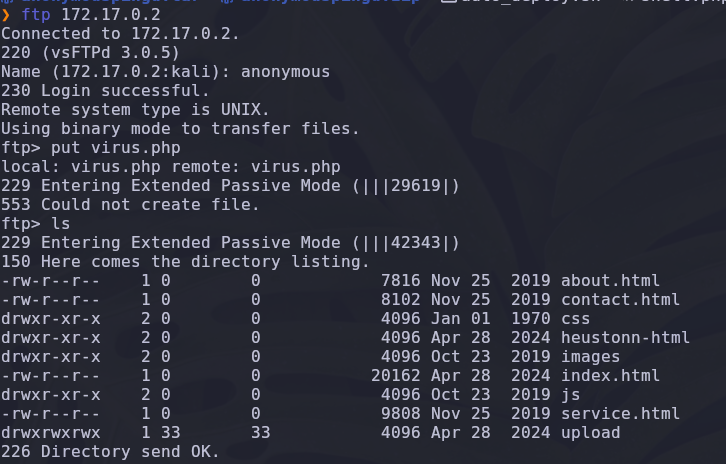 ❯ ftp 172.17.0.2
Connected to 172.17.0.2.
220 (vsFTPd 3.0.5)
Name (172.17.0.2:kali): anonymous
230 Login successful.
Remote system type is UNIX.
Using binary mode to transfer files.
ftp> put virus.php
local: virus.php remote: virus.php
229 Entering Extended Passive Mode (|||29619|)
553 Could not create file.
ftp> ls
229 Entering Extended Passive Mode (|||42343|)
150 Here comes the directory listing.
-rw-r--r--    1 0        0            7816 Nov 25  2019 about.html
-rw-r--r--    1 0        0            8102 Nov 25  2019 contact.html
drwxr-xr-x    2 0        0            4096 Jan 01  1970 css
drwxr-xr-x    2 0        0            4096 Apr 28  2024 heustonn-html
drwxr-xr-x    2 0        0            4096 Oct 23  2019 images
-rw-r--r--    1 0        0           20162 Apr 28  2024 index.html
drwxr-xr-x    2 0        0            4096 Oct 23  2019 js
-rw-r--r--    1 0        0            9808 Nov 25  2019 service.html
drwxrwxrwx    1 33       33           4096 Apr 28  2024 upload
226 Directory send OK.